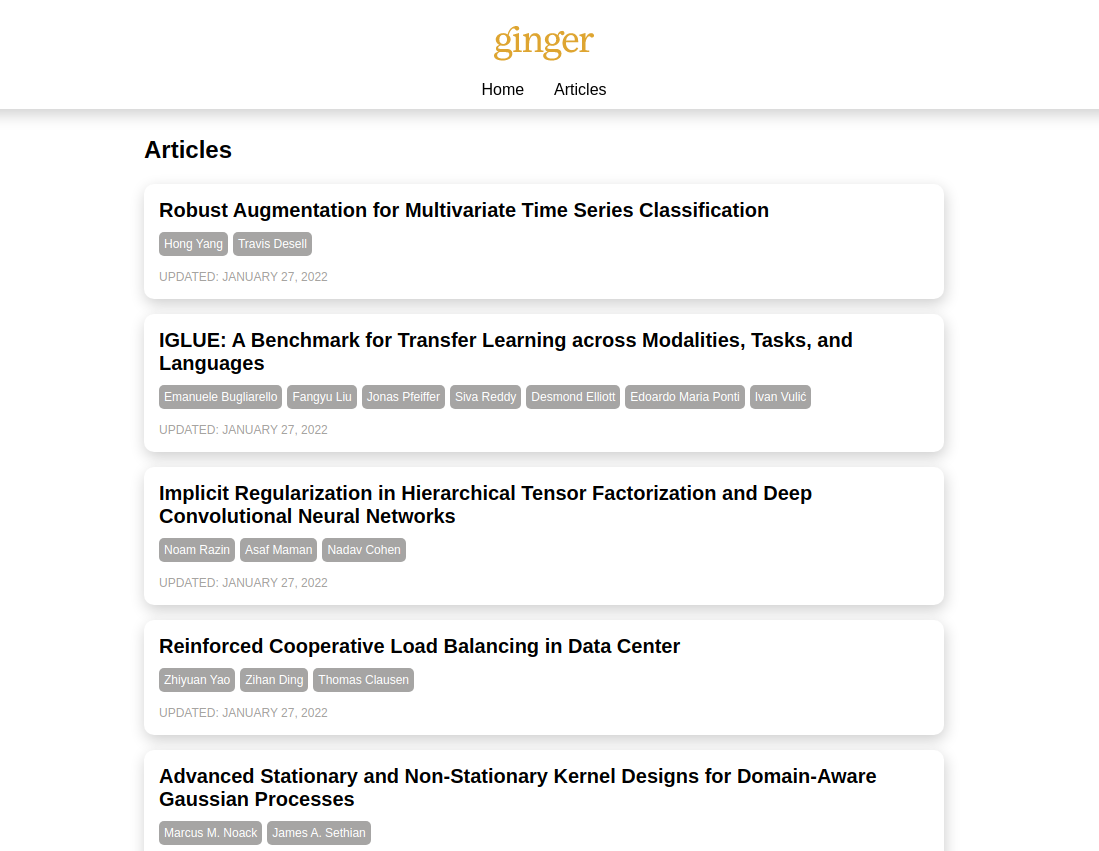 ginger
Home Articles
Articles
Robust Augmentation for Multivariate Time Series Classification
Hong Yang Travis Desell
UPDATED: JANUARY 27, 2022
IGLUE: A Benchmark for Transfer Learning across Modalities, Tasks, and
Languages
Emanuele Bugliarello Fangyu Liu Jonas Pfeiffer Siva Reddy Desmond Elliott Edoardo Maria Ponti Ivan Vulić
UPDATED: JANUARY 27, 2022
Implicit Regularization in Hierarchical Tensor Factorization and Deep
Convolutional Neural Networks
Noam Razin Asaf Maman Nadav Cohen
UPDATED: JANUARY 27, 2022
Reinforced Cooperative Load Balancing in Data Center
Zhiyuan Yao Zihan Ding Thomas Clausen
UPDATED: JANUARY 27, 2022
Advanced Stationary and Non-Stationary Kernel Designs for Domain-Aware
Gaussian Processes
Marcus M. Noack James A. Sethian